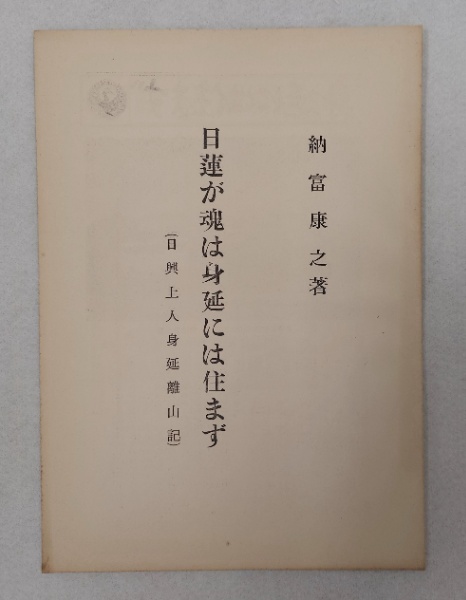 納富康之著
日蓮が魂は身延には住まず
(日興上人身延離山記)